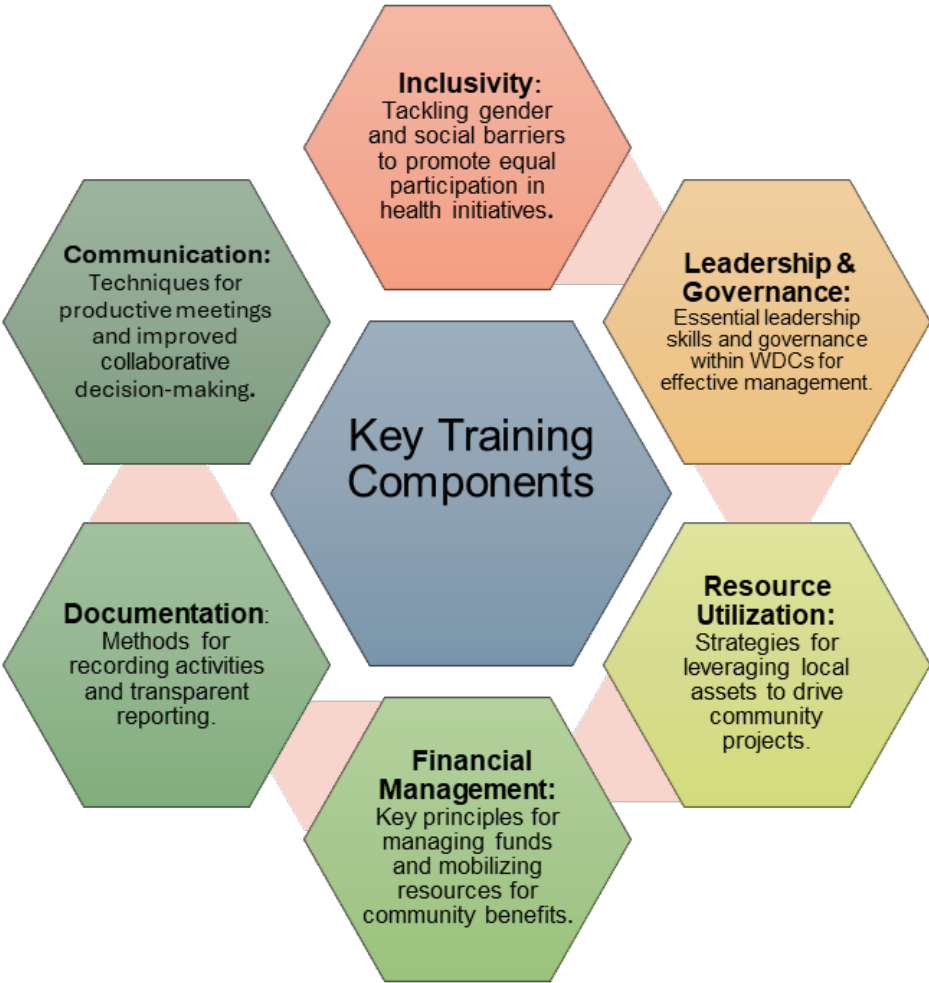 Inclusivity:
Tackling gender
and social barriers
to promote equal
participation in
health initiatives.
Leadership &
Governance:
Essential leadership
skills and governance
within WDCs for
effective management.
Resource
Utilization:
Strategies for
leveraging local
assets to drive
community
projects.
Financial
Management:
Key principles for
managing funds
and mobilizing
resources for
community benefits.
Documentation:
Methods for
recording activities
and transparent
reporting.
Communication:
Techniques for
productive meetings
and improved
collaborative
decision-making.
Key Training
Components